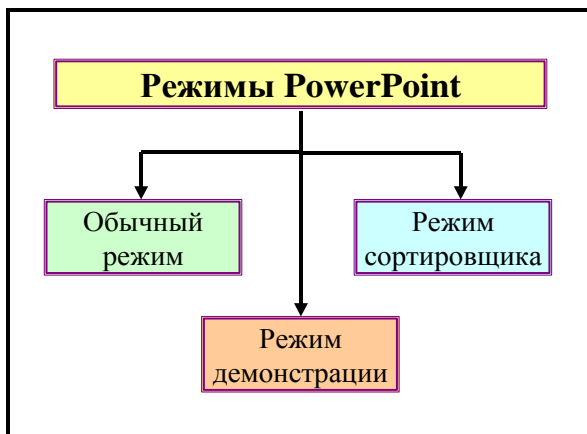 Режимы PowerPoint
Обычный
режим
Режим
сортировщика
Режим
демонстрации